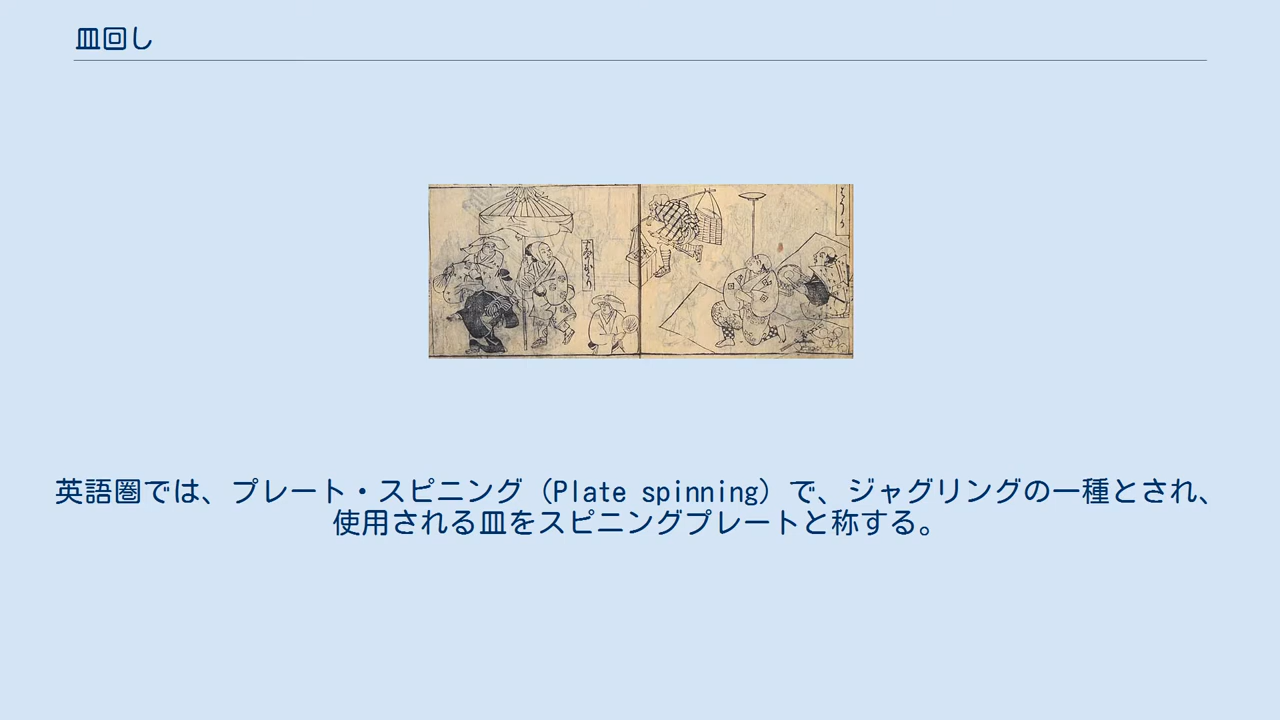 皿回し
英語圏では、プレート・スピニング（Plate spinning）で、ジャグリングの一種とされ、
使用される皿をスピニングプレートと称する。